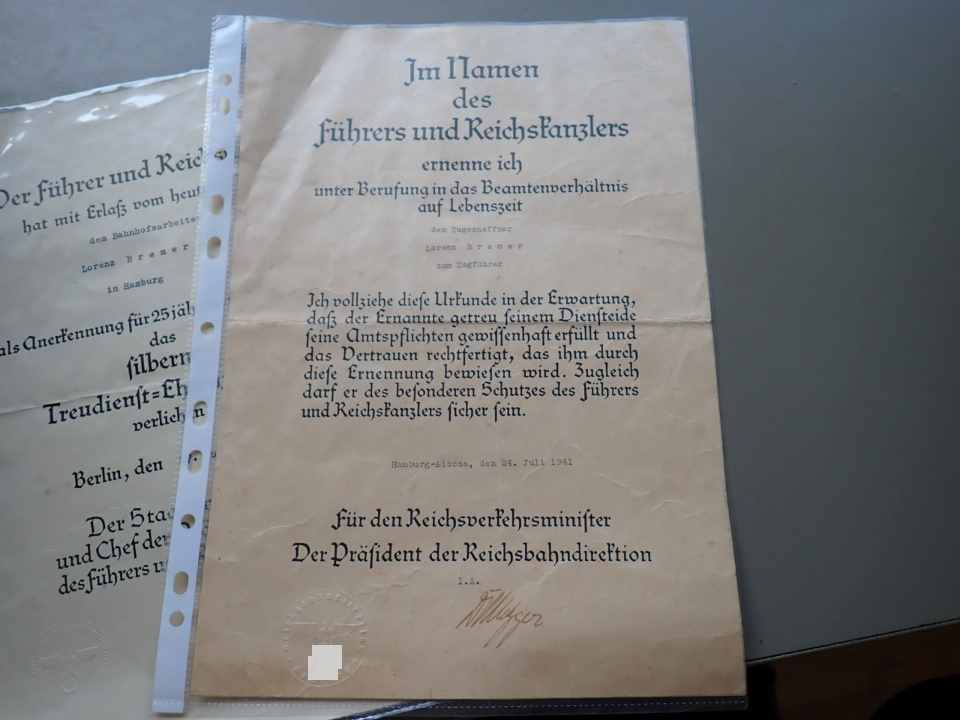 Der Führer und Reic
hat mit Erlaß vom heut
dem Bahnhofsarbeiter
Lorenz Bremer
in Hamburg
als Anerkennung für 25 jäh
das
silbern
Treudienst=Eh
verliehen
Berlin, den
Der Staa
und Chef der
des Führers u
Im Namen
des
Führers und Reichskanzlers
ernenne ich
unter Berufung in das Beamtenverhältnis
auf Lebenszeit
den Zugschaffner
Lorenz Bremer
zum Zugführer
Ich vollziehe diese Urkunde in der Erwartung,
daß der Ernannte getreu seinem Diensteide
seine Amtspflichten gewissenhaft erfüllt und
das Vertrauen rechtfertigt, das ihm durch
diese Ernennung bewiesen wird. Zugleich
darf er des besonderen Schutzes des Führers
und Reichskanzlers sicher sein.
Hamburg-Altona, den 24. Juli 1941
Für den Reichsverkehrsminister
Der Präsident der Reichsbahndirektion
I.A.